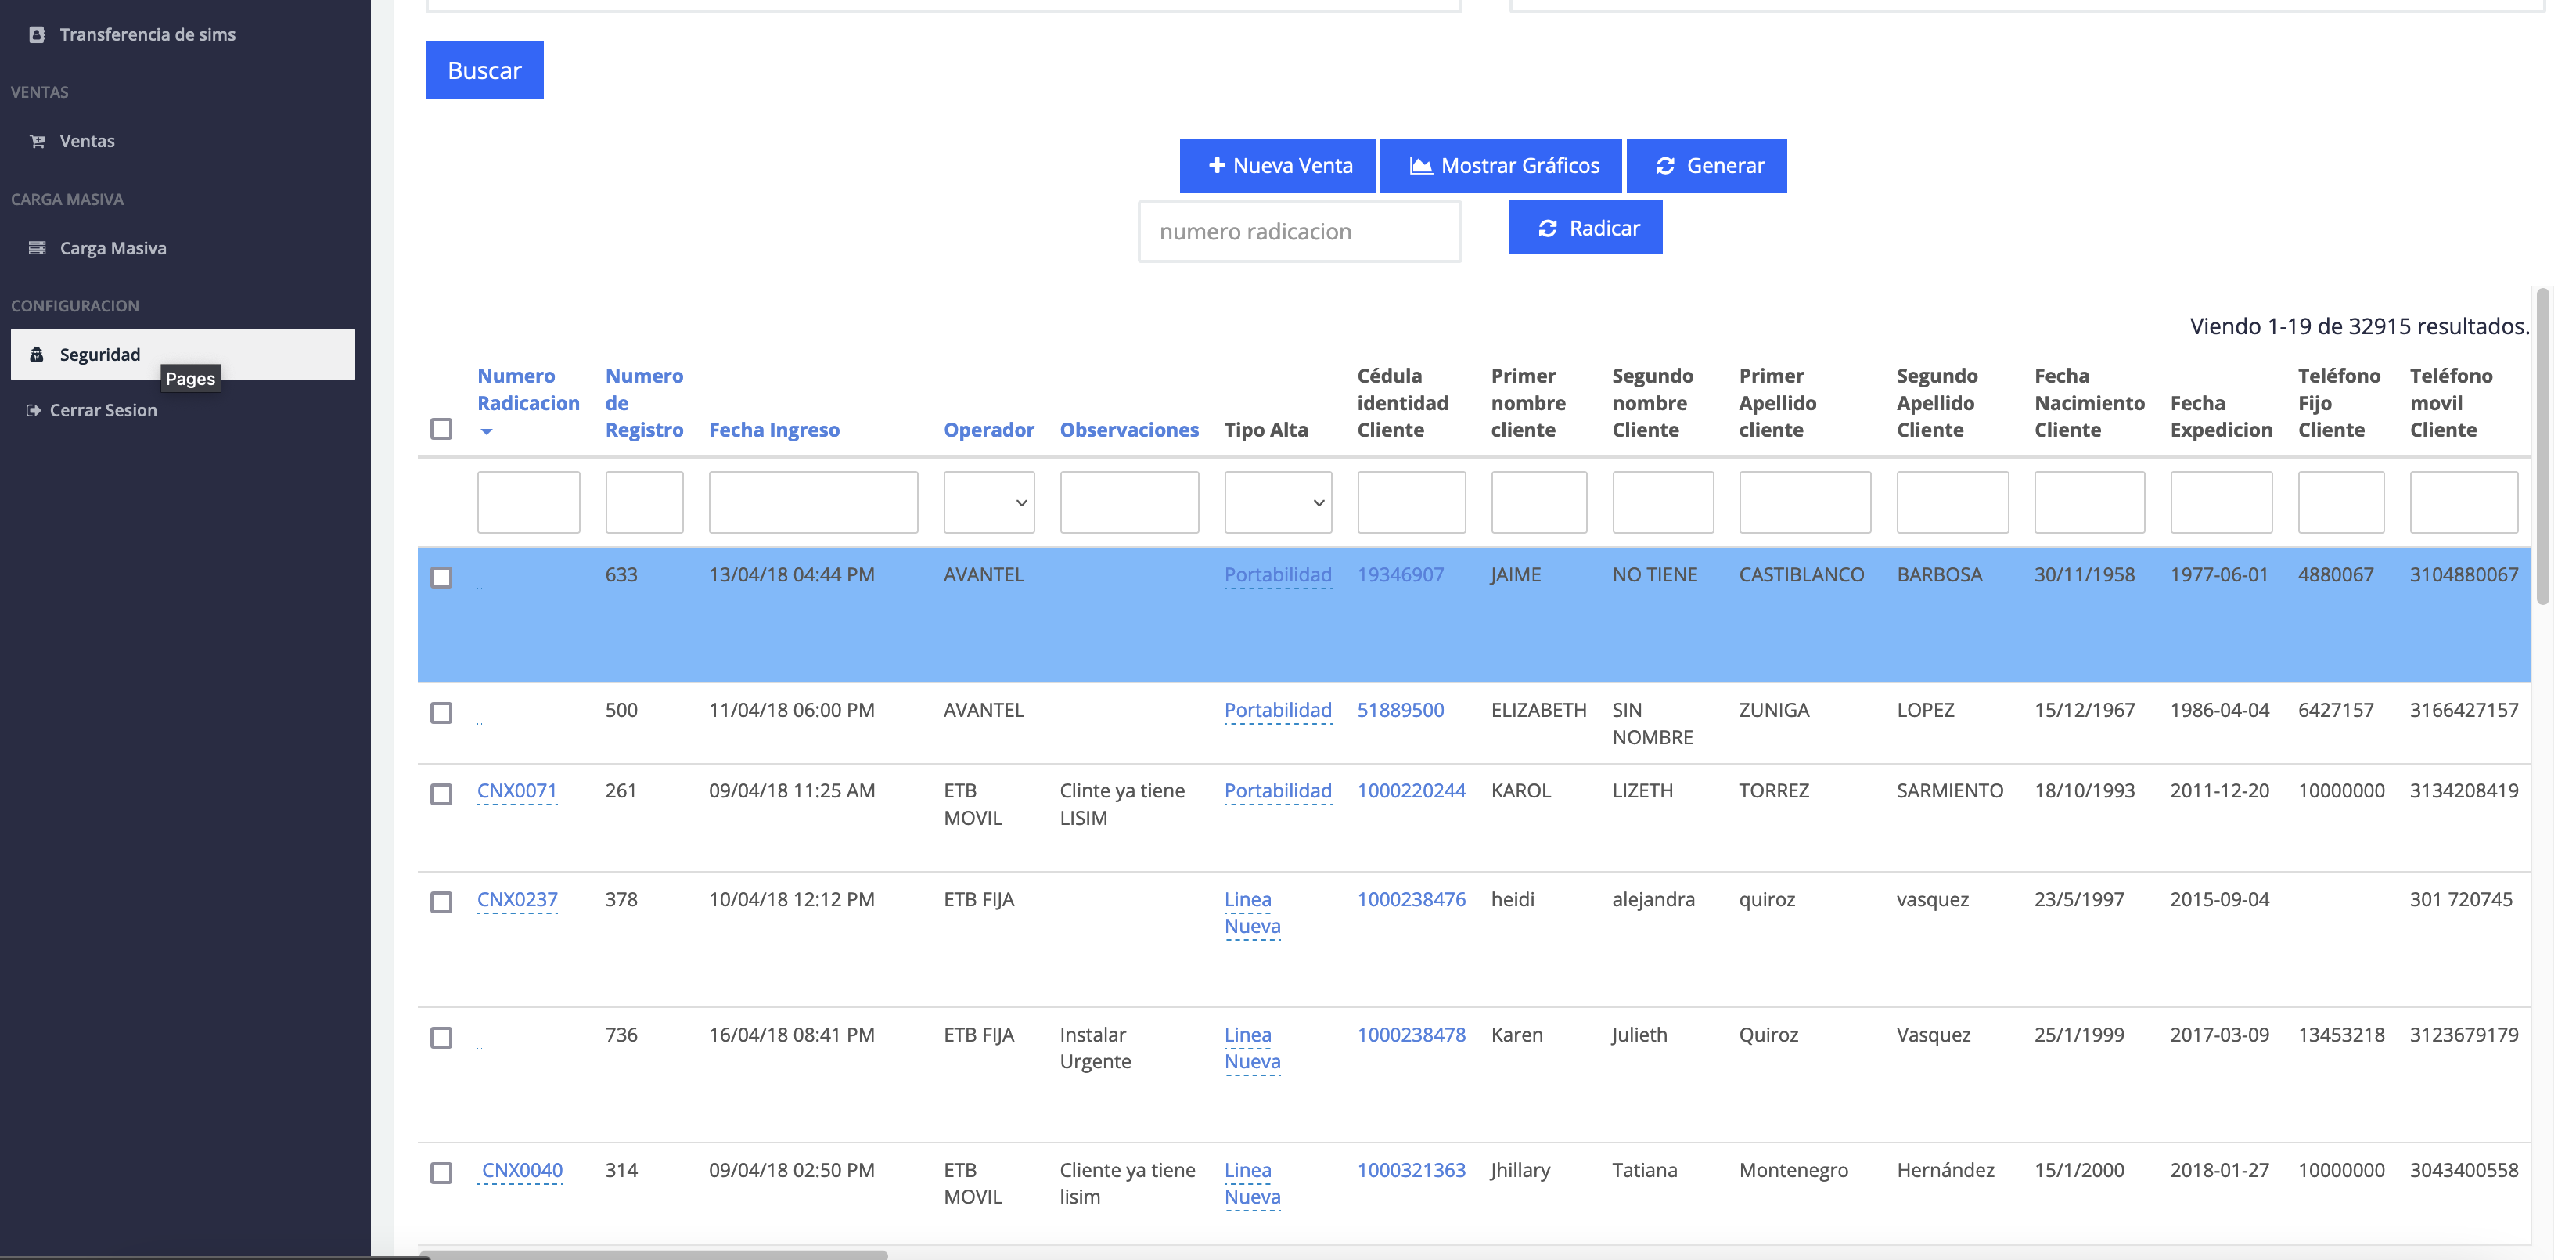 Transferencia de sims
VENTAS
Ventas
CARGA MASIVA
Carga Masiva
CONFIGURACION
Seguridad
Pages
Cerrar Sesion
Buscar
Nueva Venta Mostrar Gráficos Generar
numero radicacion Radicar
Viendo 1-19 de 32915 resultados.
Numero Numero Cédula Primer Segundo Primer Segundo Fecha Teléfono Teléfono
Radicacion de identidad nombre nombre Apellido Apellido Nacimiento Fecha Fijo movil
Registro Fecha Ingreso Operador Observaciones Tipo Alta Cliente cliente Cliente cliente Cliente Cliente Expedicion Cliente Cliente
.. 633 13/04/18 04:44 PM AVANTEL Portabilidad 19346907 JAIME NO TIENE CASTIBLANCO BARBOSA 30/11/1958 1977-06-01 4880067 3104880067
.. 500 11/04/18 06:00 PM AVANTEL Portabilidad 51889500 ELIZABETH SIN ZUNIGA LOPEZ 15/12/1967 1986-04-04 6427157 3166427157
NOMBRE
CNX0071 261 09/04/18 11:25 AM ETB Clinte ya tiene Portabilidad 1000220244 KAROL LIZETH TORREZ SARMIENTO 18/10/1993 2011-12-20 10000000 3134208419
MOVIL LISIM
CNX0237 378 10/04/18 12:12 PM ETB FIJA Linea 1000238476 heidi alejandra quiroz vasquez 23/5/1997 2015-09-04 301 720745
Nueva
.. 736 16/04/18 08:41 PM ETB FIJA Instalar Linea 1000238478 Karen Julieth Quiroz Vasquez 25/1/1999 2017-03-09 13453218 3123679179
Urgente Nueva
CNX0040 314 09/04/18 02:50 PM ETB Cliente ya tiene Linea 1000321363 Jhillary Tatiana Montenegro Hernández 15/1/2000 2018-01-27 10000000 3043400558
MOVIL lisim Nueva